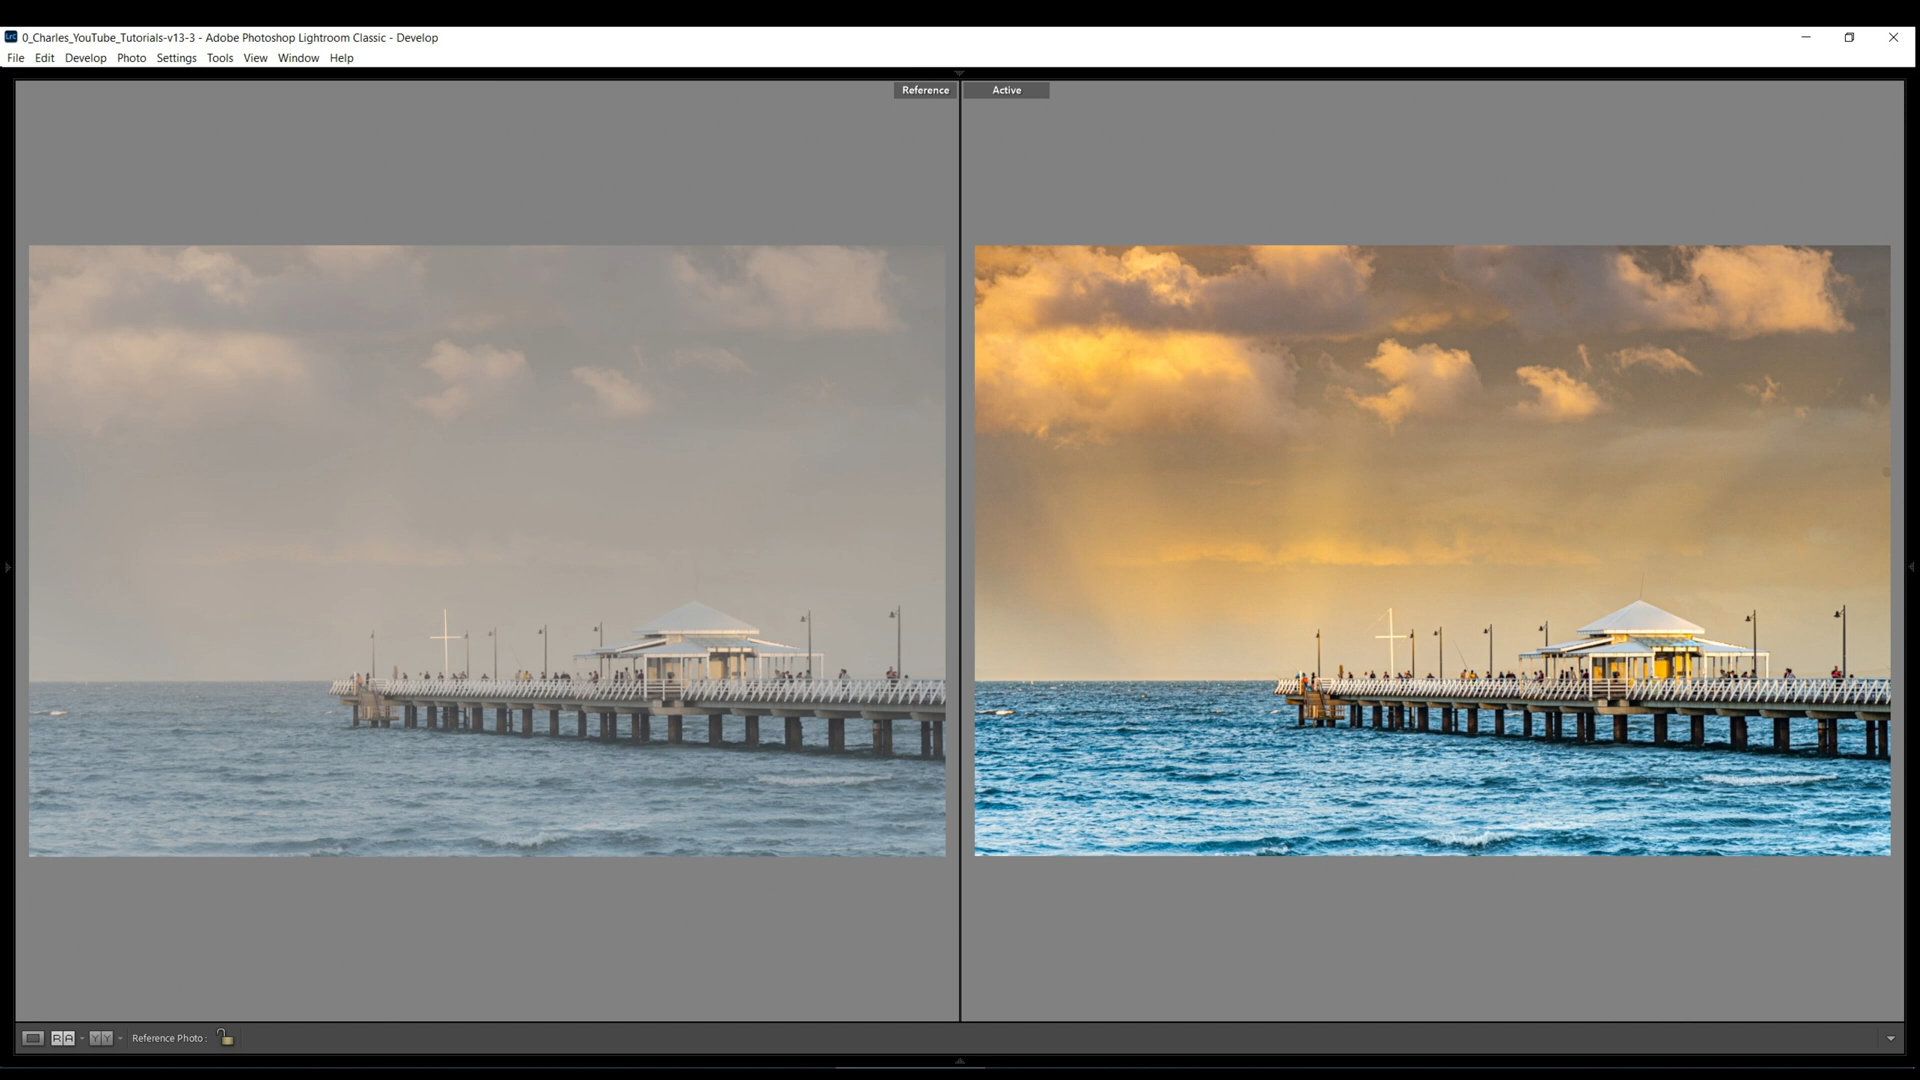 Lrc 0_Charles_YouTube_Tutorials-v13-3 - Adobe Photoshop Lightroom Classic - Develop
File Edit Develop Photo Settings Tools View Window Help
Reference Active
R A Y Y Reference Photo :